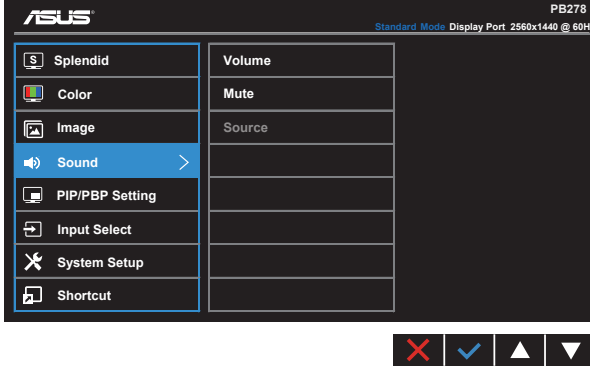 ASUS
PB278
Standard Mode Display Port 2560x1440 @ 60H
S Splendid
Color
Image
Sound
PIP/PBP Setting
Input Select
System Setup
Shortcut
Volume
Mute
Source